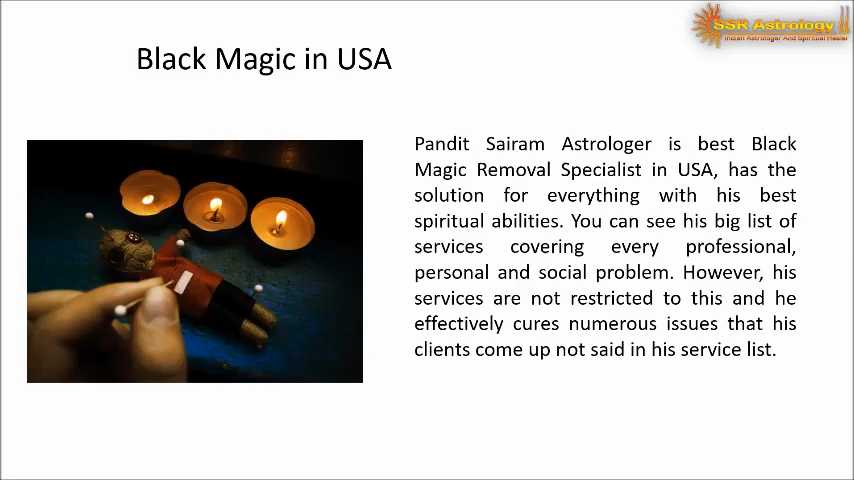 SSR Astrology
Indian Astrologer And Spiritual Healer
Black Magic in USA
Pandit Sairam Astrologer is best Black
Magic Removal Specialist in USA, has the
solution for everything with his best
spiritual abilities. You can see his big list of
services covering every professional,
personal and social problem. However, his
services are not restricted to this and he
effectively cures numerous issues that his
clients come up not said in his service list.